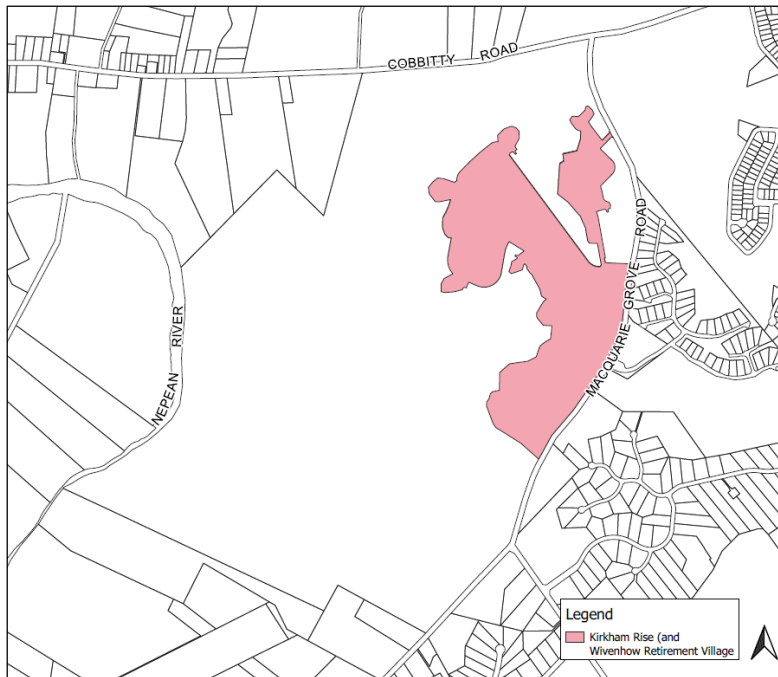 COBBITTY ROAD
MACQUARIE GROVE ROAD
NEPEAN RIVER
Legend
Kirkham Rise (and
Wivenhow Retirement Village